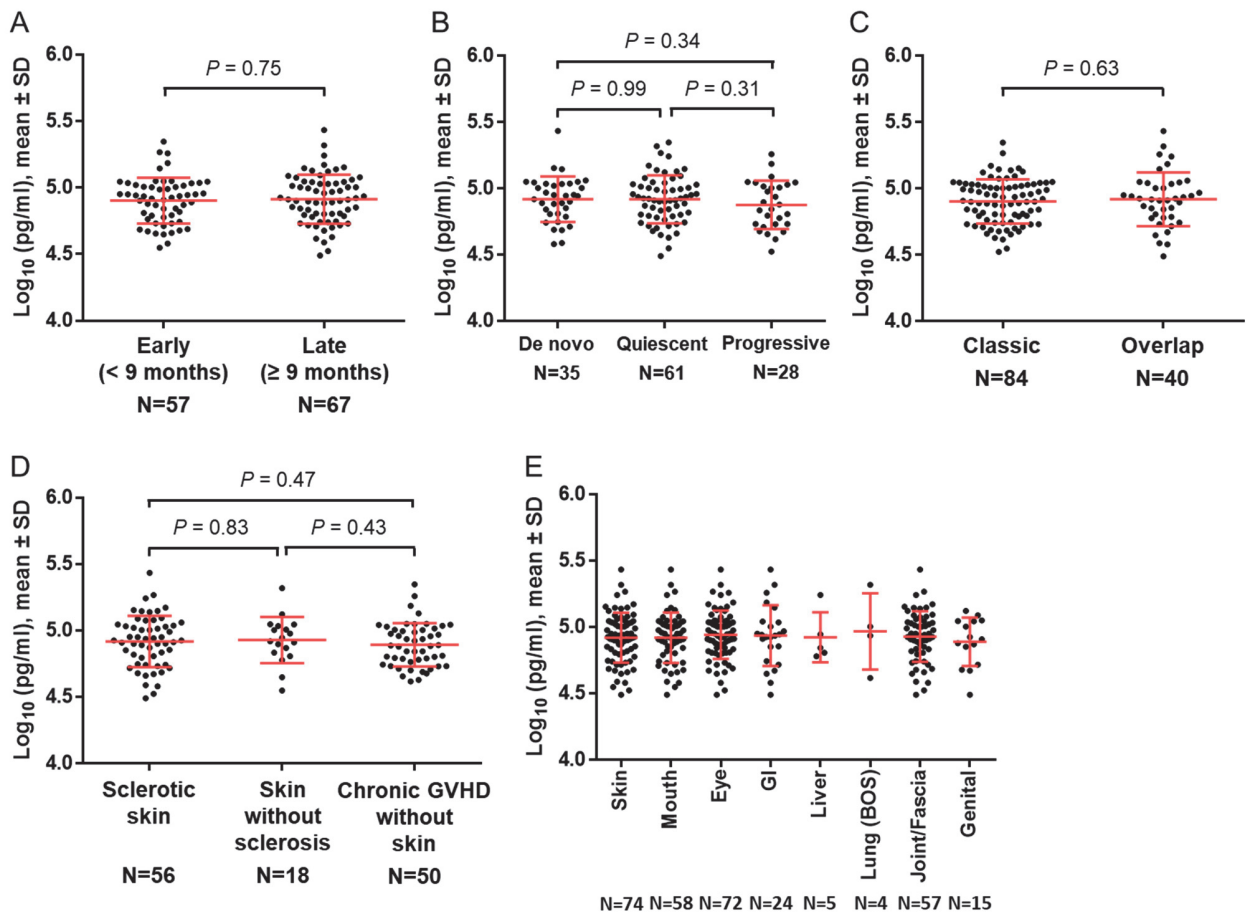 A
Log10 (pg/ml), mean ± SD
6.0
5.5
5.0
4.5
4.0
P = 0.75
Early
(< 9 months)
N=57
Late
(≥ 9 months)
N=67
B
Log10 (pg/ml), mean ± SD
6.0
5.5
5.0
4.5
4.0
P = 0.34
P = 0.99
P = 0.31
De novo
Quiescent
Progressive
N=35
N=61
N=28
C
Log10 (pg/ml), mean ± SD
6.0
5.5
5.0
4.5
4.0
P = 0.63
Classic
Overlap
N=84
N=40
D
Log10 (pg/ml), mean ± SD
6.0
5.5
5.0
4.5
4.0
P = 0.47
P = 0.83
P = 0.43
Sclerotic
skin
N=56
Skin
without
sclerosis
N=18
Chronic GVHD
without
skin
N=50
E
Log10 (pg/ml), mean ± SD
6.0
5.5
5.0
4.5
4.0
Skin
Mouth
Eye
GI
Liver
Lung (BOS)
Joint/Fascia
Genital
N=74
N=58
N=72
N=24
N=5
N=4
N=57
N=15